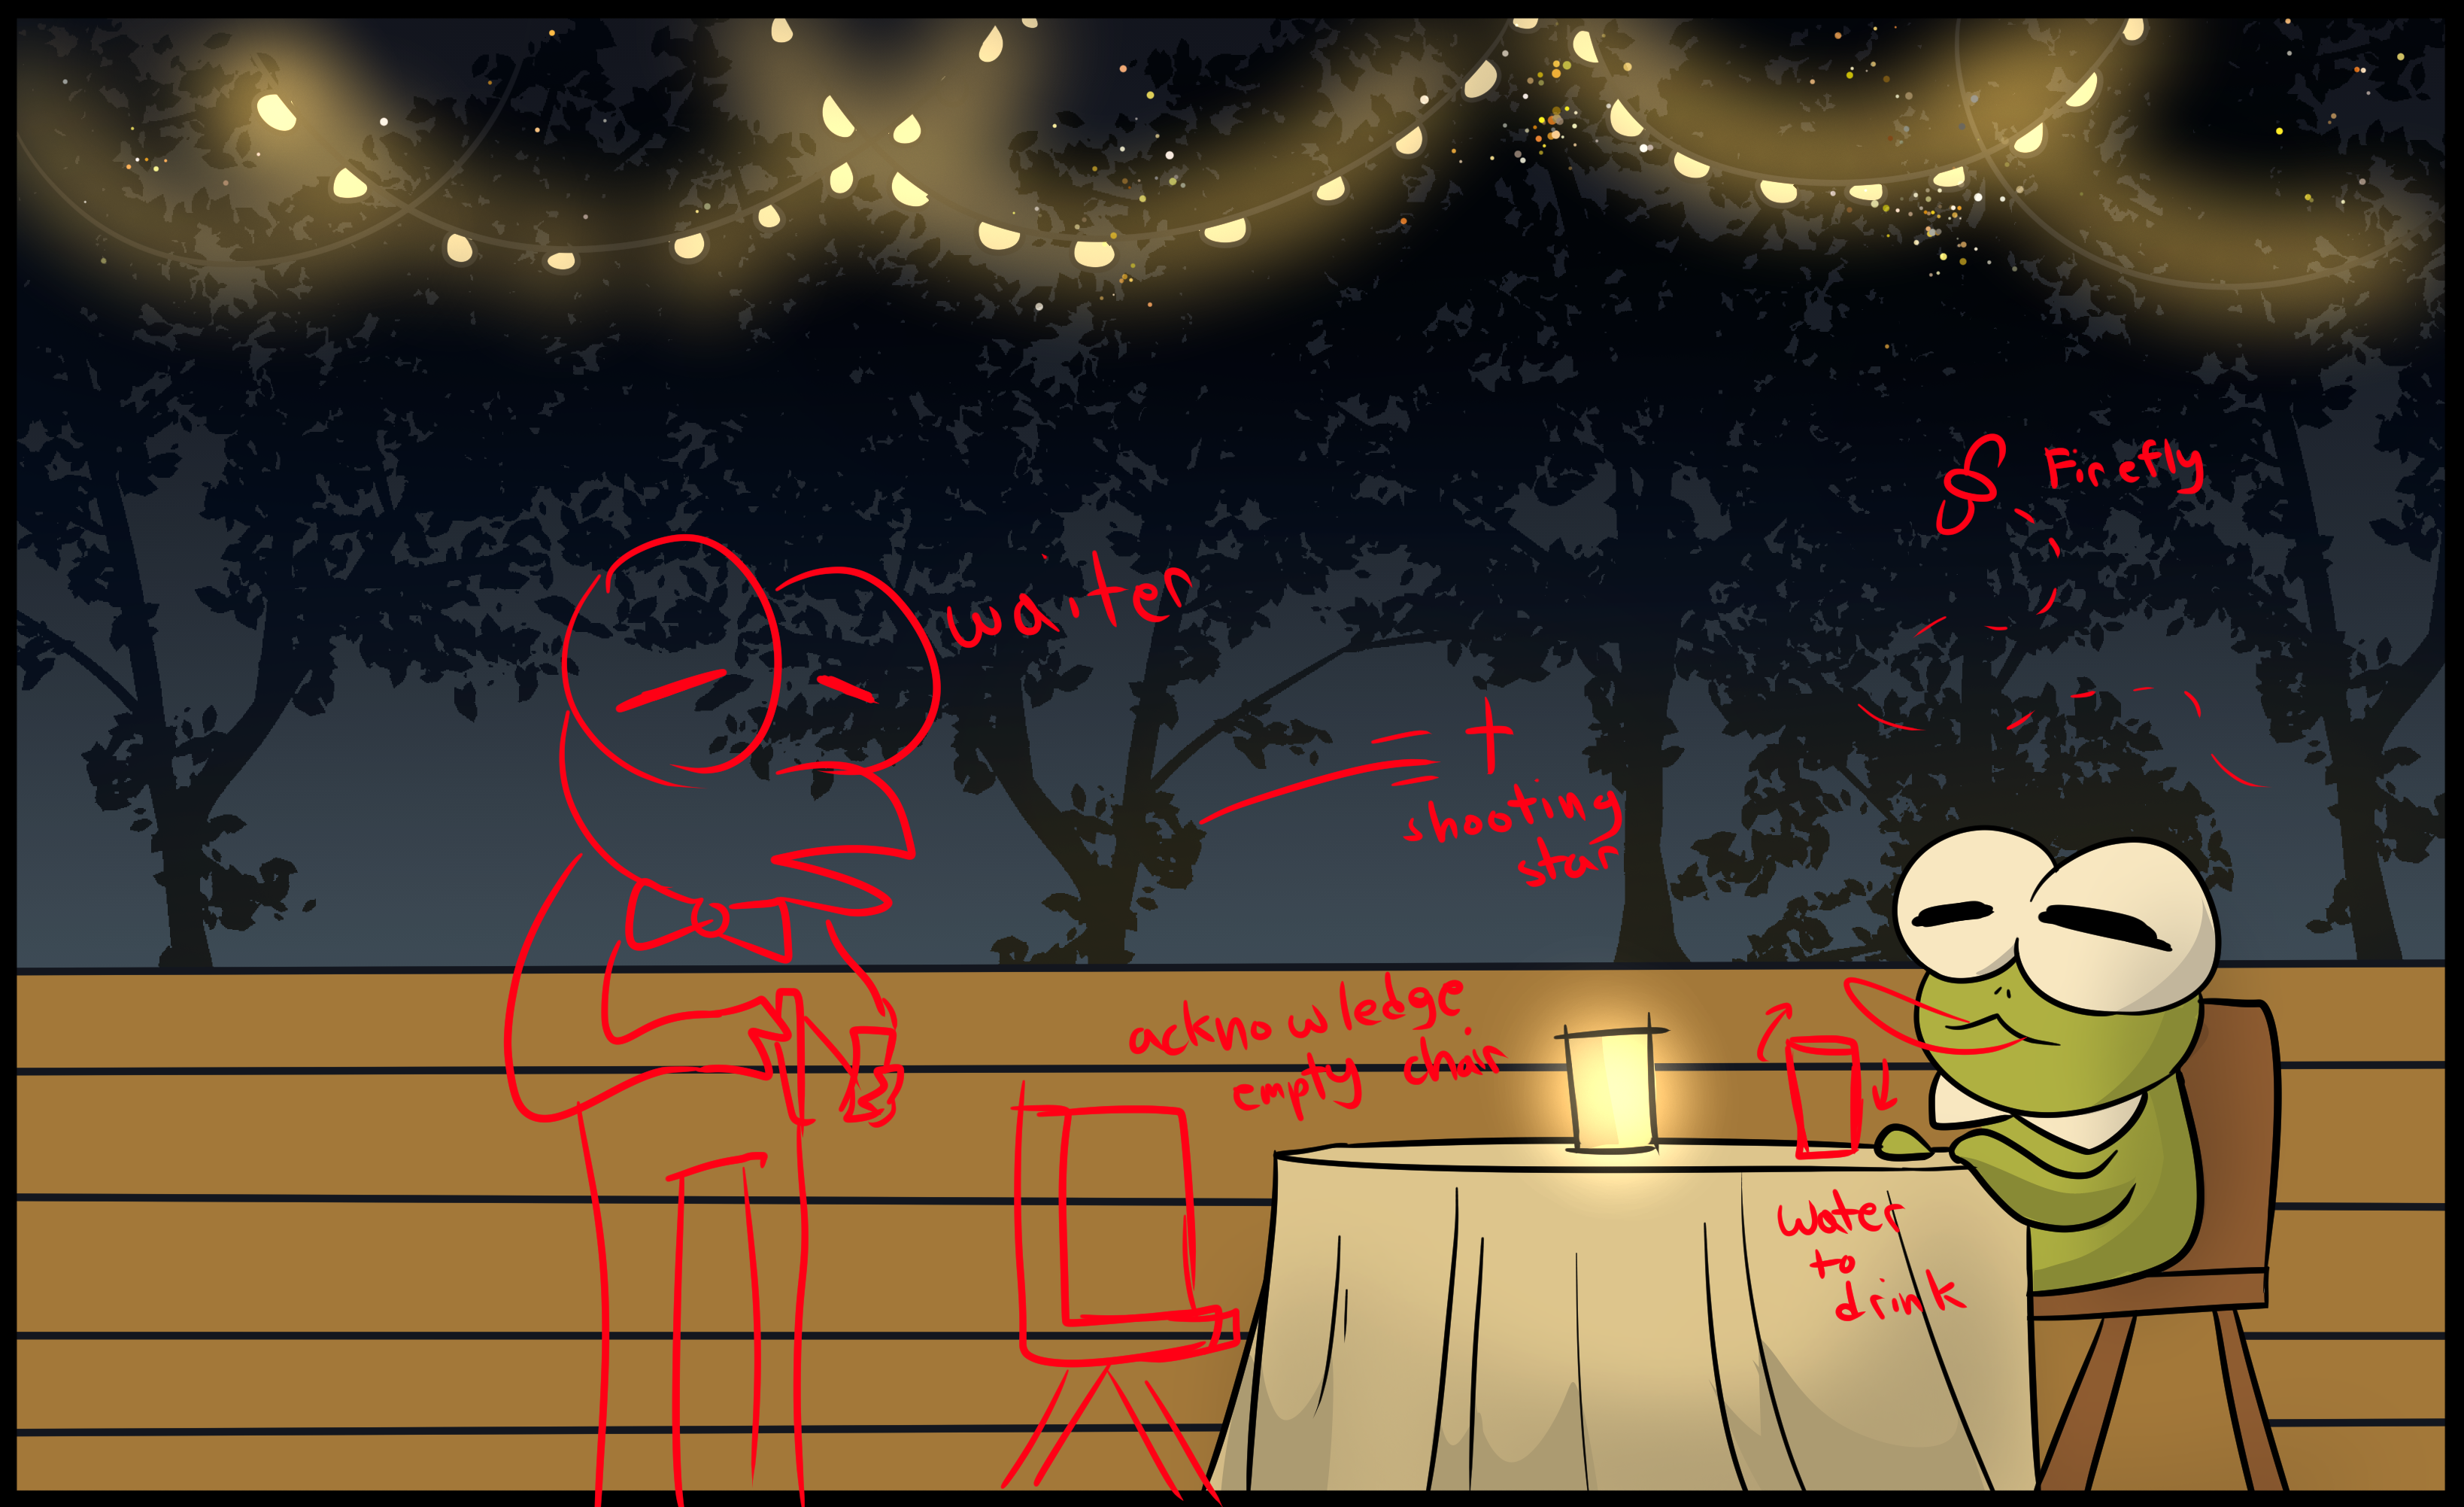 Firefly
waiter
shooting
star
acknowledge
empty chair
water
to
drink